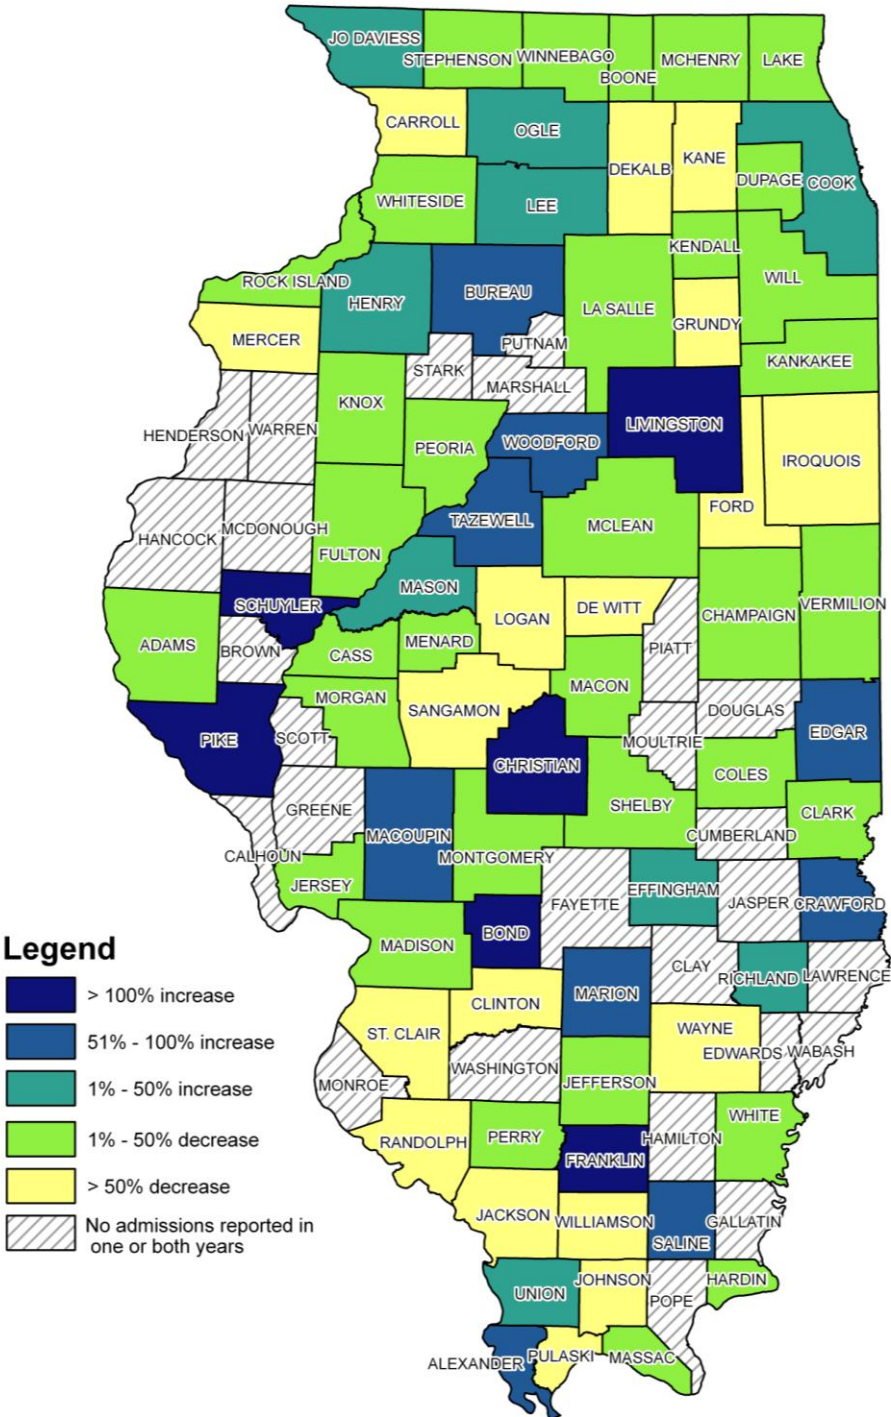 JO DAVIESS
STEPHENSON
WINNEBAGO
BOONE
MCHENRY
LAKE
CARROLL
OGLE
DEKALB
KANE
DUPAGE
COOK
WHITESIDE
LEE
KENDALL
ROCK ISLAND
HENRY
BUREAU
LA SALLE
WILL
MERCER
PUTNAM
GRUNDY
STARK
MARSHALL
KANKAKEE
HENDERSON
WARREN
KNOX
PEORIA
WOODFORD
LIVINGSTON
IROQUOIS
HANCOCK
MCDONOUGH
FULTON
TAZEWELL
MCLEAN
FORD
SCHUYLER
MASON
LOGAN
DE WITT
CHAMPAIGN
VERMILION
ADAMS
BROWN
CASS
MENARD
PIATT
MORGAN
MACON
PIKE
SCOTT
SANGAMON
DOUGLAS
EDGAR
MOULTRIE
CHRISTIAN
COLES
GREENE
SHELBY
CLARK
MACOUPIN
CUMBERLAND
CALHOUN
MONTGOMERY
JERSEY
EFFINGHAM
FAYETTE
JASPER
CRAWFORD
MADISON
BOND
CLAY
RICHLAND
LAWRENCE
MARION
CLINTON
ST. CLAIR
WAYNE
EDWARDS
WABASH
WASHINGTON
MONROE
JEFFERSON
WHITE
RANDOLPH
PERRY
HAMILTON
FRANKLIN
JACKSON
WILLIAMSON
SALINE
GALLATIN
UNION
JOHNSON
POPE
HARDIN
ALEXANDER
PULASKI
MASSAC
Legend
> 100% increase
51% - 100% increase
1% - 50% increase
1% - 50% decrease
> 50% decrease
No admissions reported in
one or both years